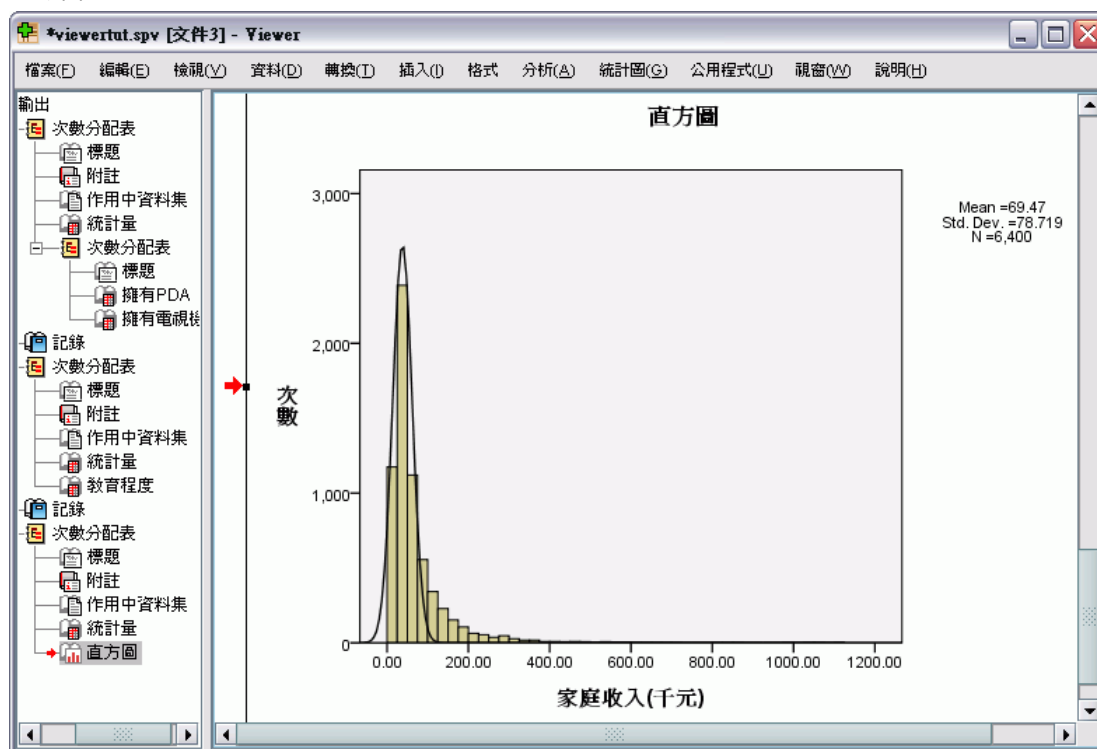 *viewertut.spv [文件3] - Viewer
檔案(F) 編輯(E) 檢視(V) 資料(D) 轉換(T) 插入(I) 格式 分析(A) 統計圖(G) 公用程式(U) 視窗(W) 說明(H)
輸出
次數分配表
標題
附註
作用中資料集
統計量
次數分配表
標題
擁有PDA
擁有電視機
記錄
次數分配表
標題
附註
作用中資料集
統計量
教育程度
記錄
次數分配表
標題
附註
作用中資料集
統計量
直方圖
直方圖
Mean =69.47
Std. Dev. =78.719
N =6,400
次數
3,000
2,000
1,000
0
0.00 200.00 400.00 600.00 800.00 1000.00 1200.00
家庭收入(千元)